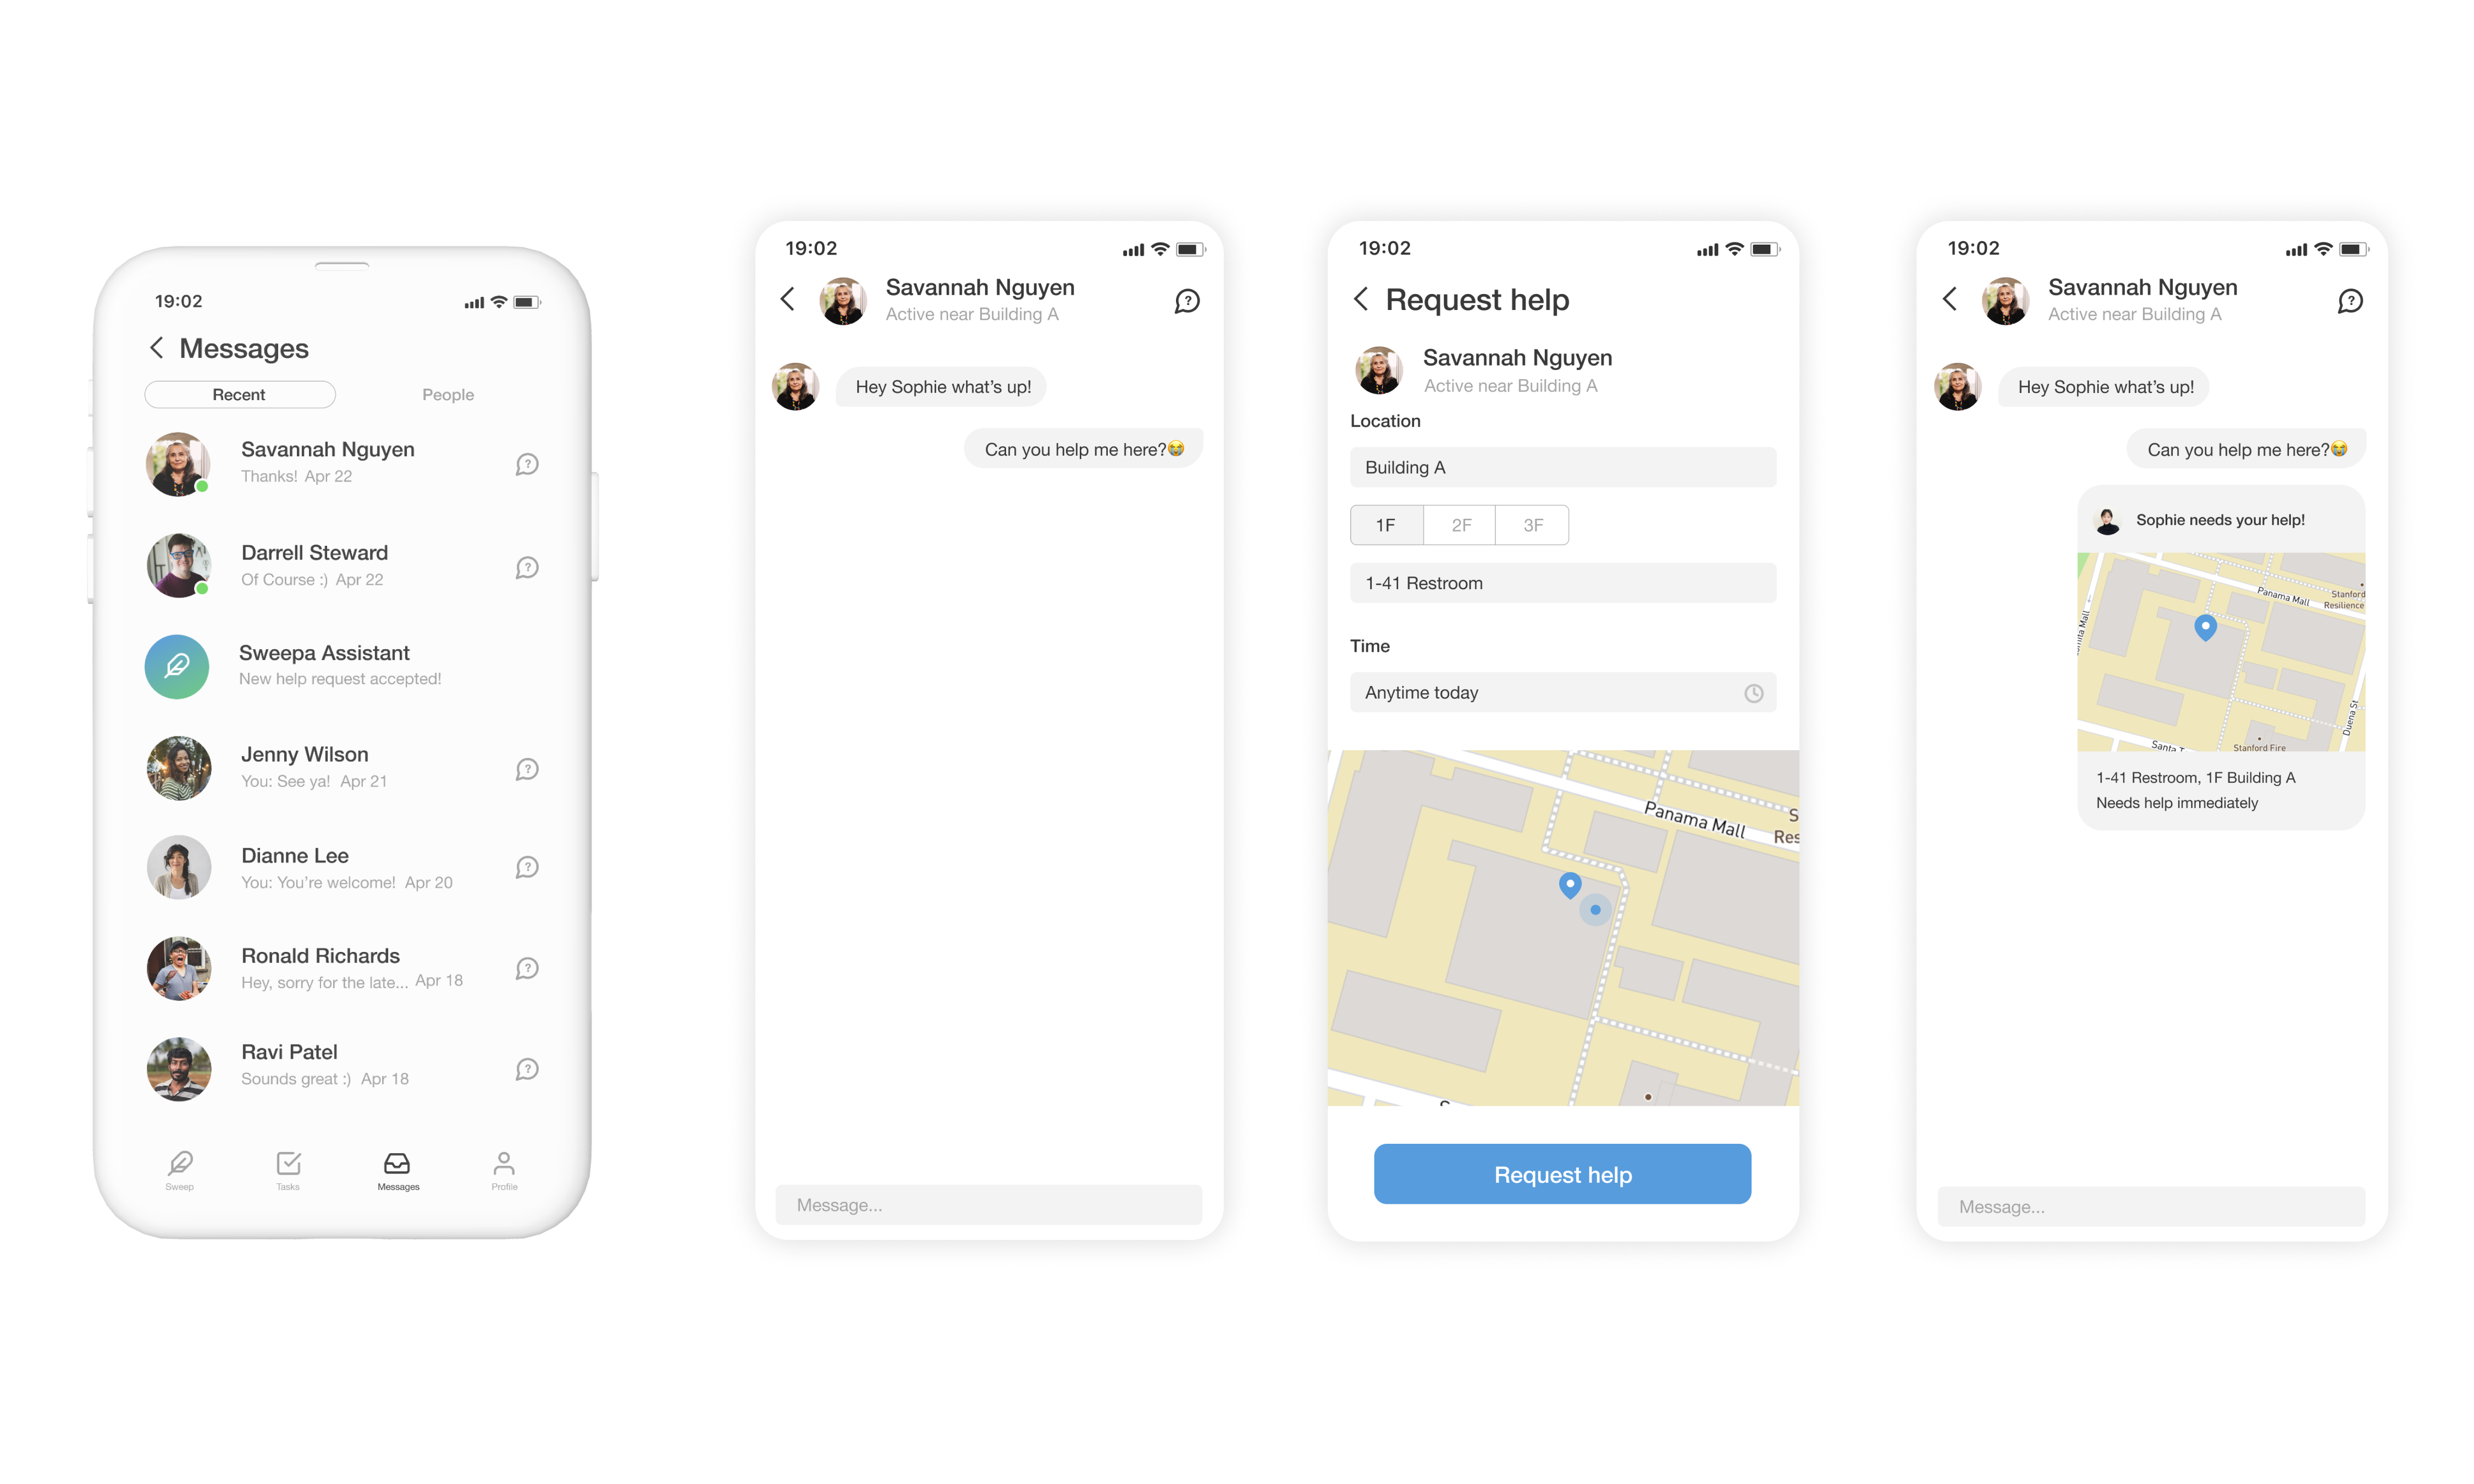 19:02
Messages
Recent
People
Savannah Nguyen
Thanks! Apr 22
Darrell Steward
Of Course :) Apr 22
Sweepa Assistant
New help request accepted!
Jenny Wilson
You: See ya! Apr 21
Dianne Lee
You: You're welcome! Apr 20
Ronald Richards
Hey, sorry for the late... Apr 18
Ravi Patel
Sounds great :) Apr 18
Sweep
Tasks
Messages
Profile
19:02
Savannah Nguyen
Active near Building A
Hey Sophie what's up!
Can you help me here?😭
Message...
19:02
Request help
Savannah Nguyen
Active near Building A
Location
Building A
1F
2F
3F
1-41 Restroom
Time
Anytime today
Panama Mall
S
Res
Request help
19:02
Savannah Nguyen
Active near Building A
Hey Sophie what's up!
Can you help me here?😭
Sophie needs your help!
Panama Mall
Stanford
Resilience
Mall
Duena St
Santa T
Stanford Fire
1-41 Restroom, 1F Building A
Needs help immediately
Message...